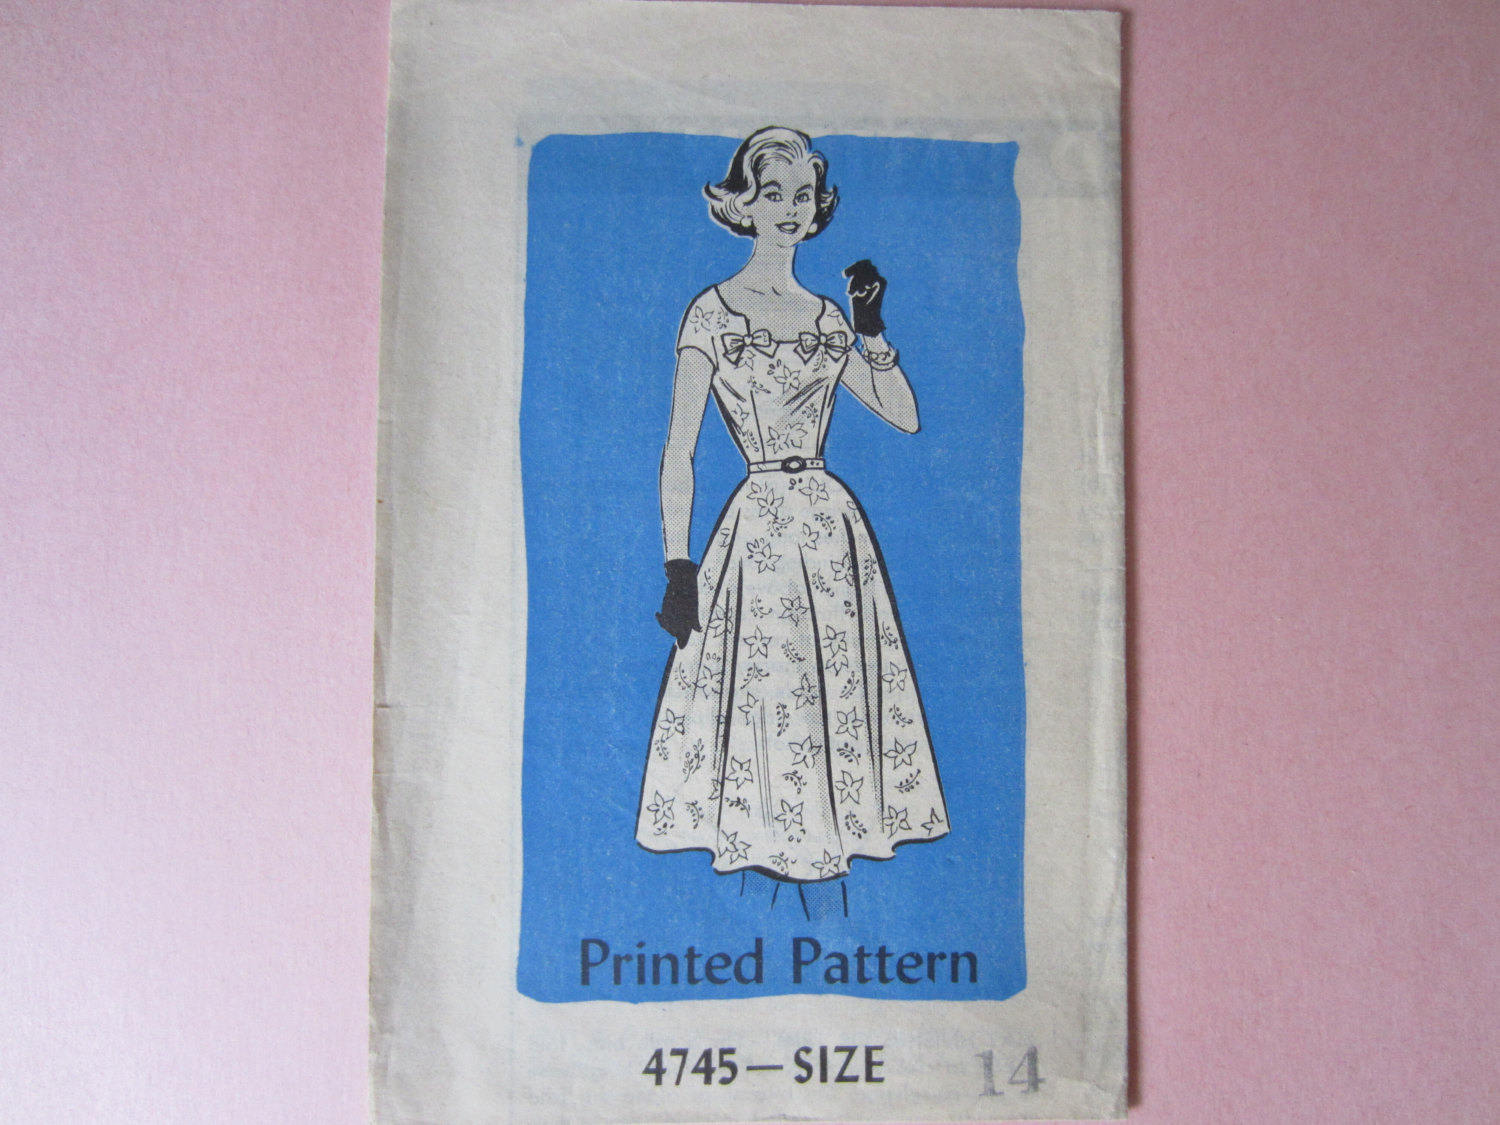 Printed Pattern
4745—SIZE 14